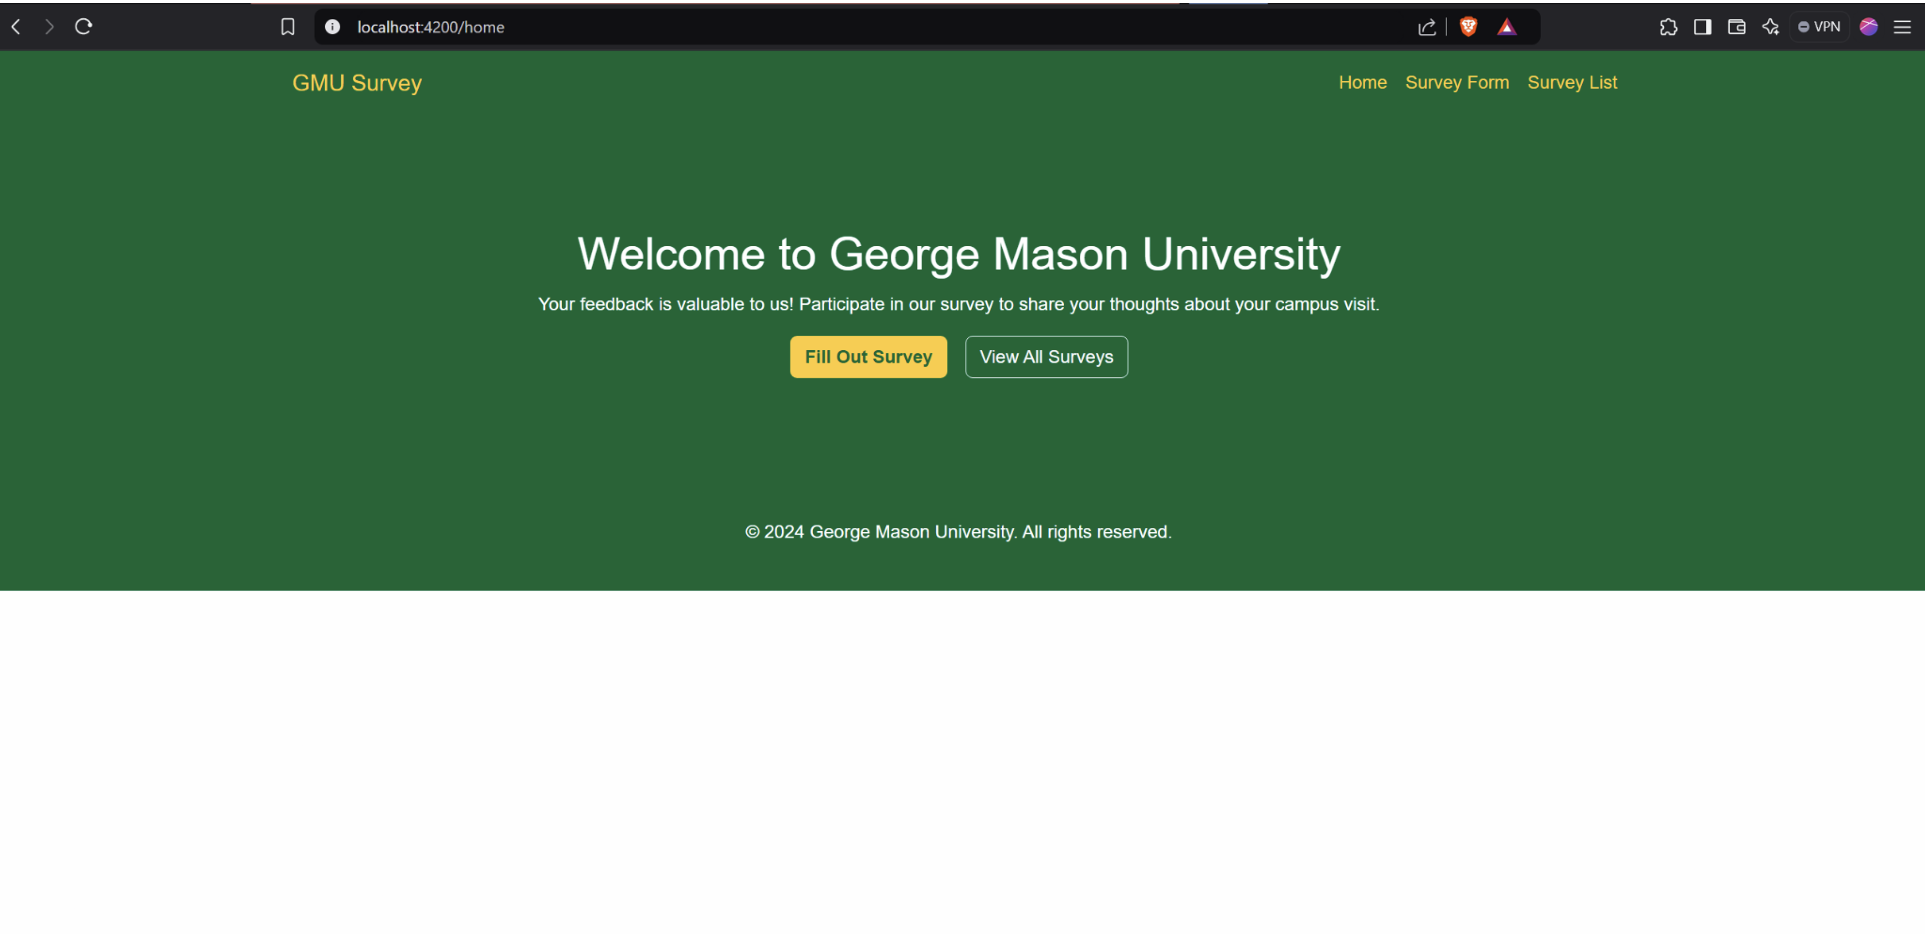 localhost:4200/home
VPN
GMU Survey
Home Survey Form Survey List
Welcome to George Mason University
Your feedback is valuable to us! Participate in our survey to share your thoughts about your campus visit.
Fill Out Survey View All Surveys
© 2024 George Mason University. All rights reserved.